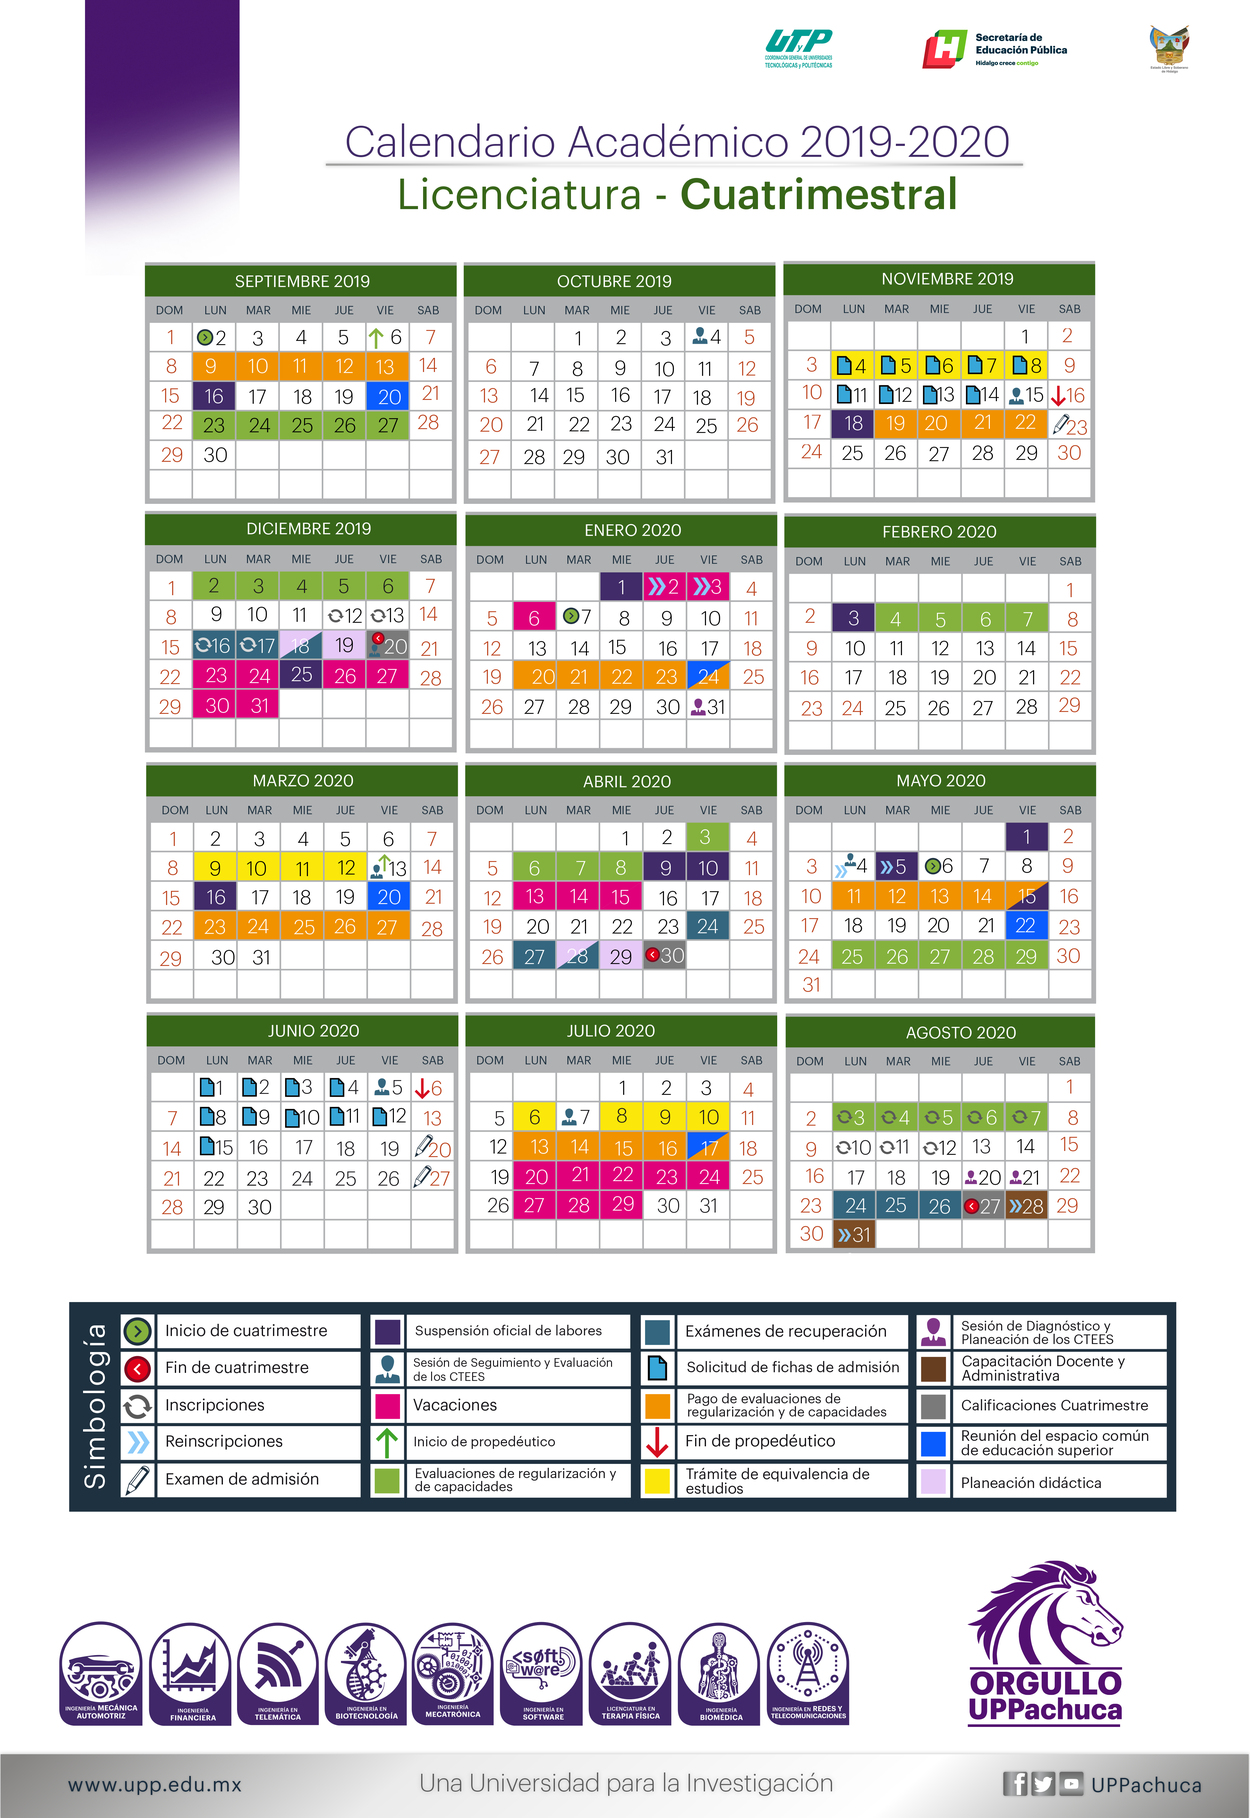 UTyP
COORDINACIÓN GENERAL DE UNIVERSIDADES
TECNOLÓGICAS y POLITÉCNICAS
H
Secretaría de
Educación Pública
Hidalgo crece contigo
Estado Libre y Soberano
de Hidalgo
Calendario Académico 2019-2020
Licenciatura - Cuatrimestral
SEPTIEMBRE 2019
DOM LUN MAR MIE JUE VIE SAB
1 2 3 4 5 6 7
8 9 10 11 12 13 14
15 16 17 18 19 20 21
22 23 24 25 26 27 28
29 30
OCTUBRE 2019
DOM LUN MAR MIE JUE VIE SAB
1 2 3 4 5
6 7 8 9 10 11 12
13 14 15 16 17 18 19
20 21 22 23 24 25 26
27 28 29 30 31
NOVIEMBRE 2019
DOM LUN MAR MIE JUE VIE SAB
1 2
3 4 5 6 7 8 9
10 11 12 13 14 15 16
17 18 19 20 21 22 23
24 25 26 27 28 29 30
DICIEMBRE 2019
DOM LUN MAR MIE JUE VIE SAB
1 2 3 4 5 6 7
8 9 10 11 12 13 14
15 16 17 18 19 20 21
22 23 24 25 26 27 28
29 30 31
ENERO 2020
DOM LUN MAR MIE JUE VIE SAB
1 2 3 4
5 6 7 8 9 10 11
12 13 14 15 16 17 18
19 20 21 22 23 24 25
26 27 28 29 30 31
FEBRERO 2020
DOM LUN MAR MIE JUE VIE SAB
1
2 3 4 5 6 7 8
9 10 11 12 13 14 15
16 17 18 19 20 21 22
23 24 25 26 27 28 29
MARZO 2020
DOM LUN MAR MIE JUE VIE SAB
1 2 3 4 5 6 7
8 9 10 11 12 13 14
15 16 17 18 19 20 21
22 23 24 25 26 27 28
29 30 31
ABRIL 2020
DOM LUN MAR MIE JUE VIE SAB
1 2 3 4
5 6 7 8 9 10 11
12 13 14 15 16 17 18
19 20 21 22 23 24 25
26 27 28 29 30
MAYO 2020
DOM LUN MAR MIE JUE VIE SAB
1 2
3 4 5 6 7 8 9
10 11 12 13 14 15 16
17 18 19 20 21 22 23
24 25 26 27 28 29 30
31
JUNIO 2020
DOM LUN MAR MIE JUE VIE SAB
1 2 3 4 5 6
7 8 9 10 11 12 13
14 15 16 17 18 19 20
21 22 23 24 25 26 27
28 29 30
JULIO 2020
DOM LUN MAR MIE JUE VIE SAB
1 2 3 4
5 6 7 8 9 10 11
12 13 14 15 16 17 18
19 20 21 22 23 24 25
26 27 28 29 30 31
AGOSTO 2020
DOM LUN MAR MIE JUE VIE SAB
1
2 3 4 5 6 7 8
9 10 11 12 13 14 15
16 17 18 19 20 21 22
23 24 25 26 27 28 29
30 31
Simbología
Inicio de cuatrimestre
Fin de cuatrimestre
Inscripciones
Reinscripciones
Examen de admisión
Suspensión oficial de labores
Sesión de Seguimiento y Evaluación
de los CTEES
Vacaciones
Inicio de propedéutico
Evaluaciones de regularización y
de capacidades
Exámenes de recuperación
Solicitud de fichas de admisión
Pago de evaluaciones de
regularización y de capacidades
Fin de propedéutico
Trámite de equivalencia de
estudios
Sesión de Diagnóstico y
Planeación de los CTEES
Capacitación Docente y
Administrativa
Calificaciones Cuatrimestre
Reunión del espacio común
de educación superior
Planeación didáctica
INGENIERÍA MECÁNICA
AUTOMOTRIZ
INGENIERÍA
FINANCIERA
INGENIERÍA EN
TELEMÁTICA
INGENIERÍA EN
BIOTECNOLOGÍA
INGENIERÍA
MECATRÓNICA
<søft
w@re>
INGENIERÍA EN
SOFTWARE
LICENCIATURA EN
TERAPIA FÍSICA
INGENIERÍA
BIOMÉDICA
INGENIERÍA EN REDES Y
TELECOMUNICACIONES
ORGULLO
UPPachuca
www.upp.edu.mx
Una Universidad para la Investigación
UPPachuca